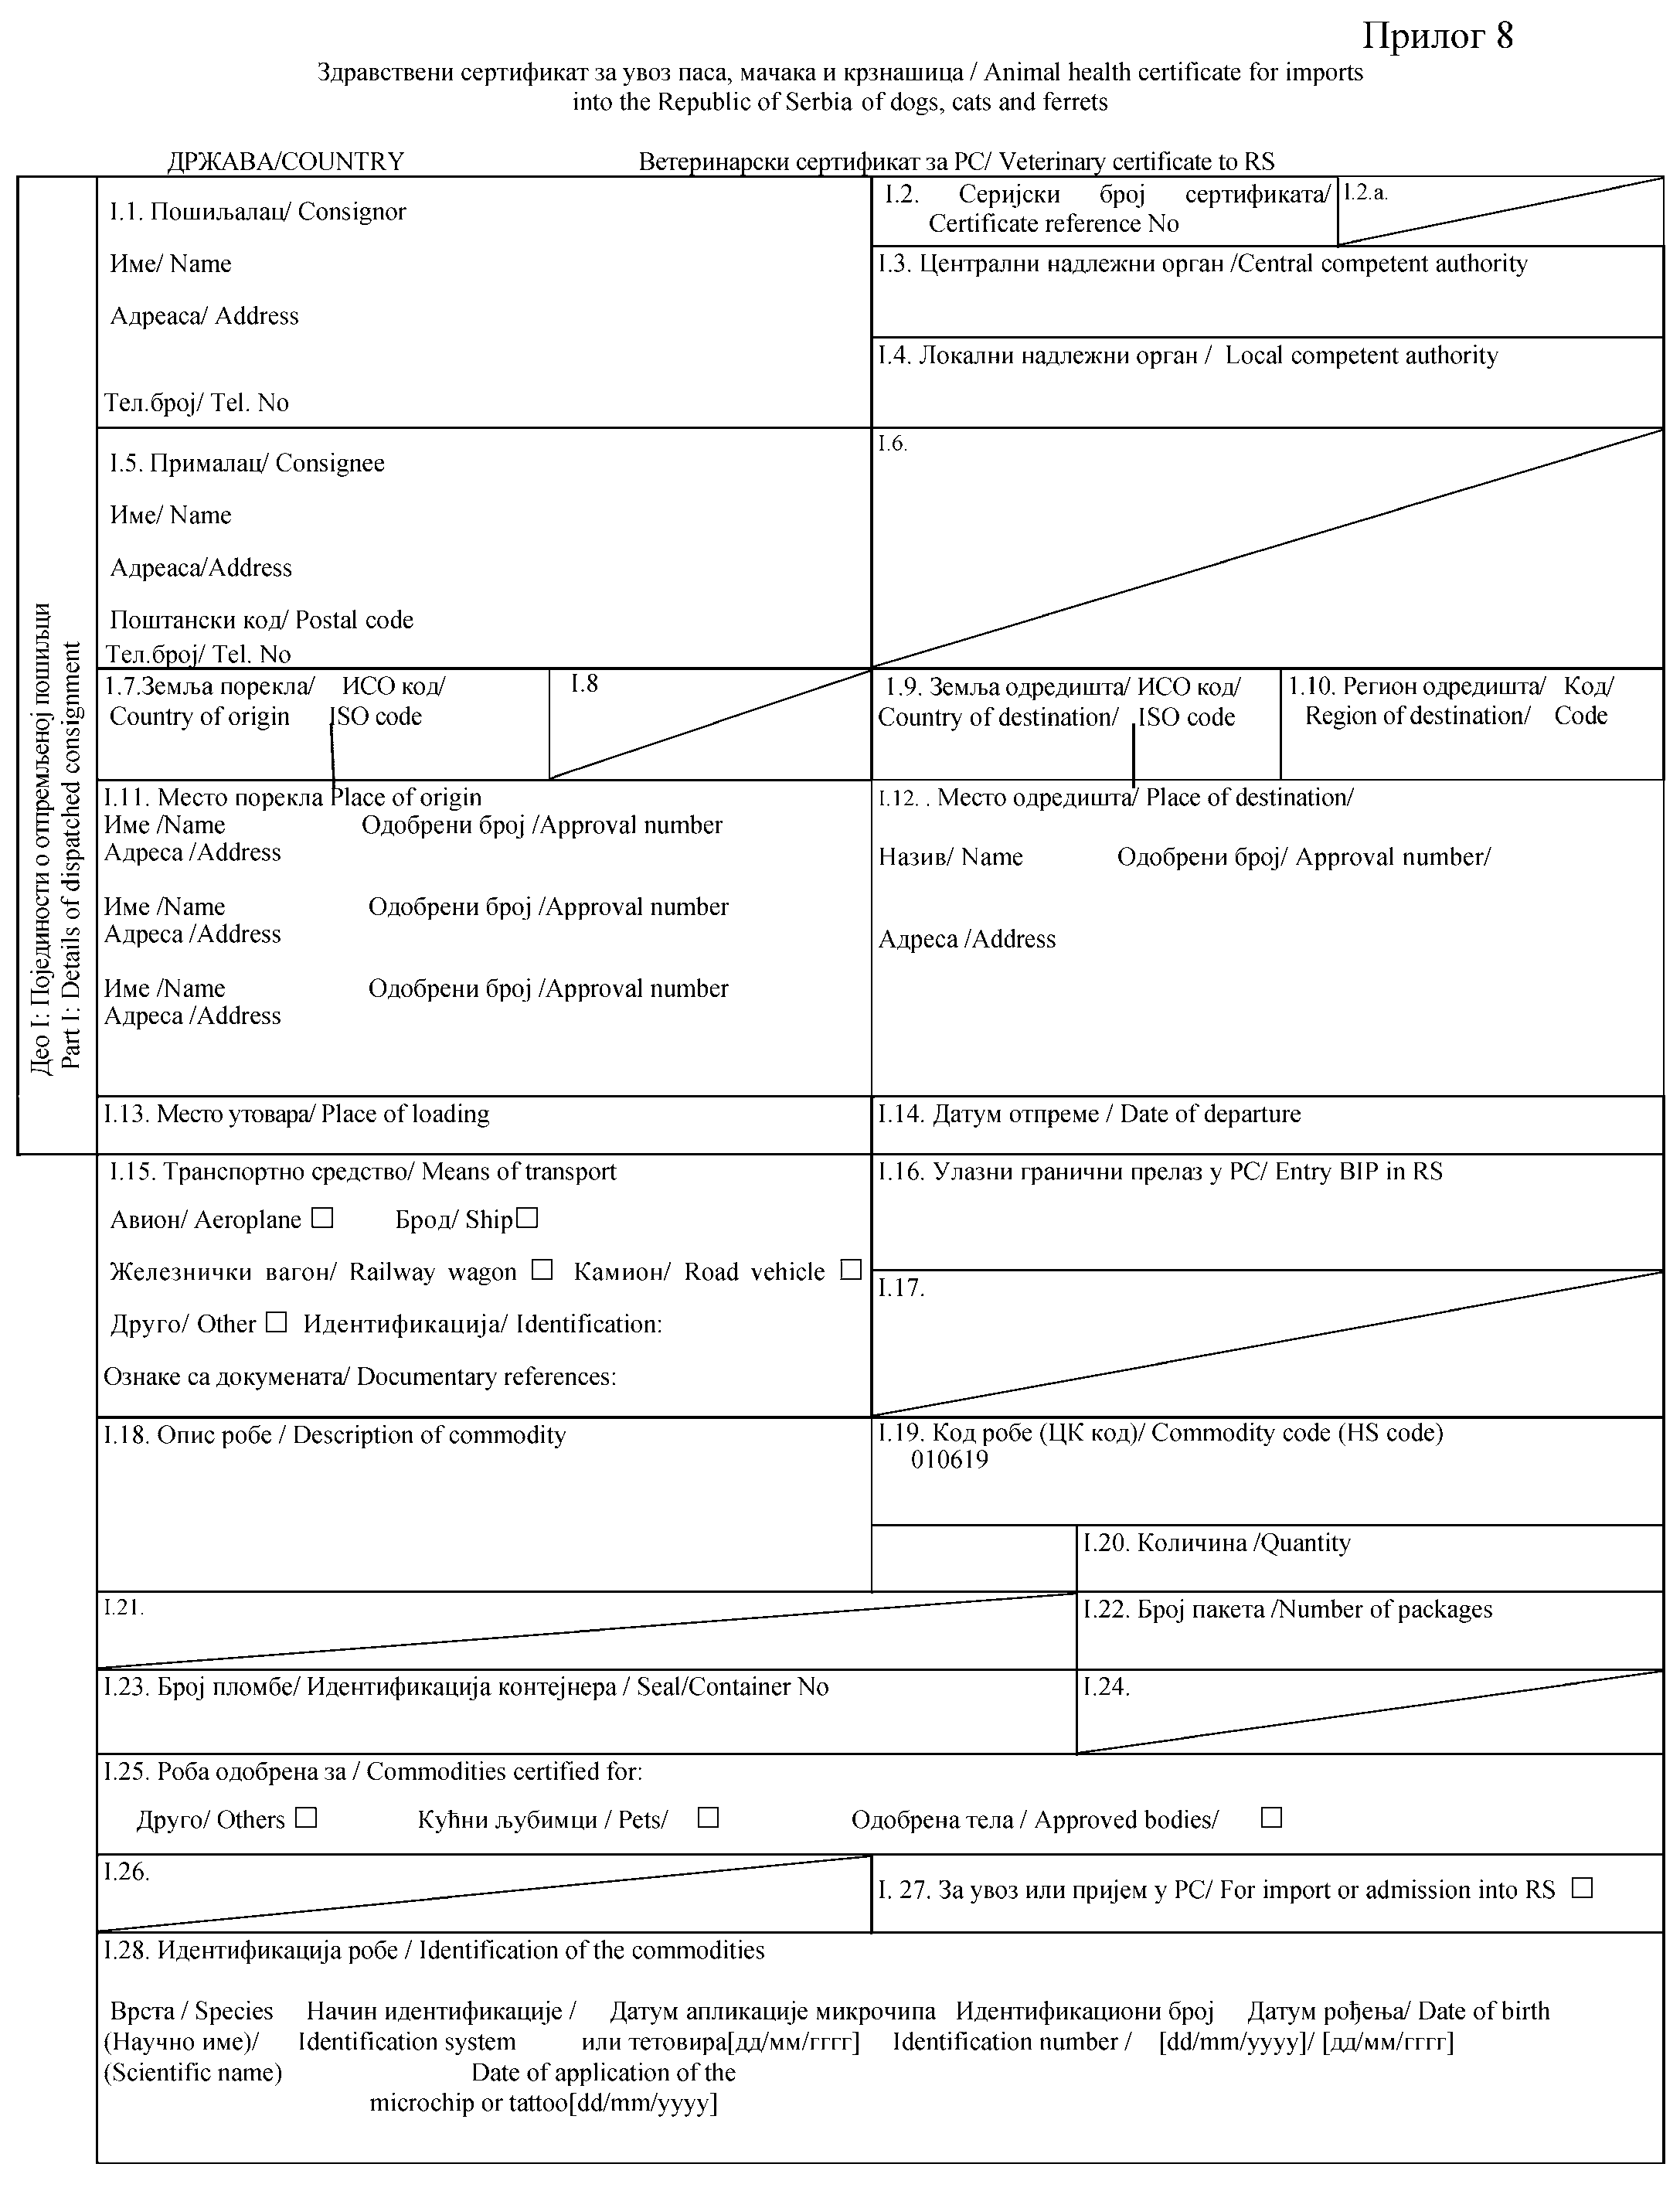 Прилог 8
Здравствени сертификат за увоз паса, мачака и крзнашица / Animal health certificate for imports
into the Republic of Serbia of dogs, cats and ferrets
ДРЖАВА/COUNTRY Ветеринарски сертификат за РС/ Veterinary certificate to RS
Део I: Појединости о отпремљеној пошиљци
Part I: Details of dispatched consignment
I.1. Пошиљалац/ Consignor
Име/ Name
Адреаса/ Address
Тел.број/ Tel. No
I.2. Серијски број сертификата/
Certificate reference No
I.2.a.
I.3. Централни надлежни орган /Central competent authority
I.4. Локални надлежни орган / Local competent authority
I.5. Прималац/ Consignee
Име/ Name
Адреаса/Address
Поштански код/ Postal code
Тел.број/ Tel. No
I.6.
1.7.Земља порекла/ ИСО код/
Country of origin ISO code
I.8
1.9. Земља одредишта/ ИСО код/
Country of destination/ ISO code
1.10. Регион одредишта/ Код/
Region of destination/ Code
I.11. Место порекла Place of origin
Име /Name Одобрени број /Approval number
Адреса /Address
Име /Name Одобрени број /Approval number
Адреса /Address
Име /Name Одобрени број /Approval number
Адреса /Address
I.12. . Место одредишта/ Place of destination/
Назив/ Name Одобрени број/ Approval number/
Адреса /Address
I.13. Место утовара/ Place of loading
I.14. Датум отпреме / Date of departure
I.15. Транспортно средство/ Means of transport
Авион/ Aeroplane ☐ Брод/ Ship☐
Железнички вагон/ Railway wagon ☐ Камион/ Road vehicle ☐
Друго/ Other ☐ Идентификација/ Identification:
Ознаке са документа/ Documentary references:
I.16. Улазни гранични прелаз у РС/ Entry BIP in RS
I.17.
I.18. Опис робе / Description of commodity
I.19. Код робе (ЦК код)/ Commodity code (HS code)
010619
I.20. Количина /Quantity
I.21.
I.22. Број пакета /Number of packages
I.23. Број пломбе/ Идентификација контејнера / Seal/Container No
I.24.
I.25. Роба одобрена за / Commodities certified for:
Друго/ Others ☐ Кућни љубимци / Pets/ ☐ Одобрена тела / Approved bodies/ ☐
I.26.
I. 27. За увоз или пријем у РС/ For import or admission into RS ☐
I.28. Идентификација робе / Identification of the commodities
Врста / Species Начин идентификације / Датум апликације микрочипа Идентификациони број Датум рођења/ Date of birth
(Научно име)/ Identification system или тетовира[дд/мм/гггг] Identification number / [dd/mm/yyyy]/ [дд/мм/гггг]
(Scientific name) Date of application of the
microchip or tattoo[dd/mm/yyyy]